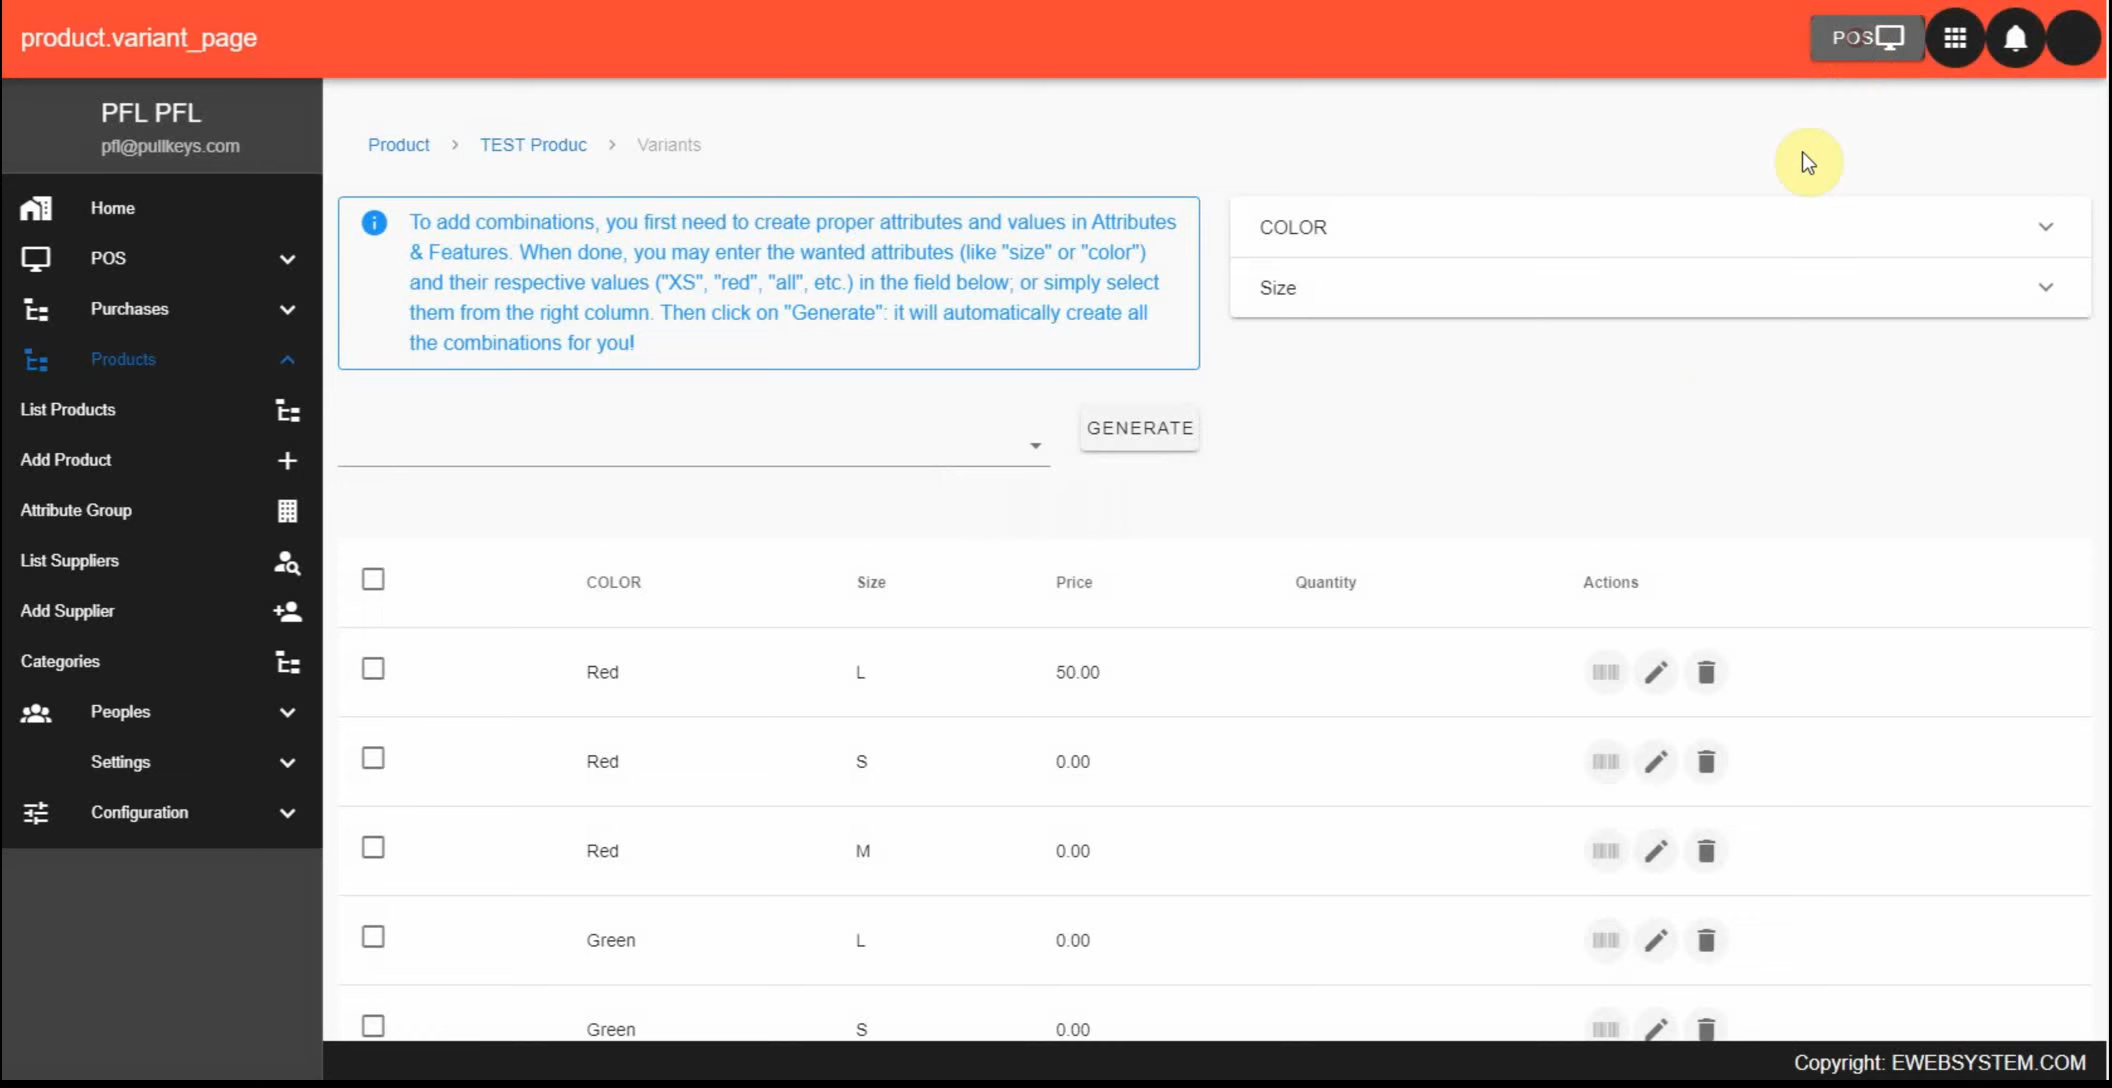 product.variant_page
POS
PFL PFL
pfl@pullkeys.com
Home
POS
Purchases
Products
List Products
Add Product
Attribute Group
List Suppliers
Add Supplier
Categories
Peoples
Settings
Configuration
Product > TEST Produc > Variants
To add combinations, you first need to create proper attributes and values in Attributes
& Features. When done, you may enter the wanted attributes (like "size" or "color")
and their respective values ("XS", "red", "all", etc.) in the field below; or simply select
them from the right column. Then click on "Generate": it will automatically create all
the combinations for you!
COLOR
Size
GENERATE
COLOR Size Price Quantity Actions
Red L 50.00
Red S 0.00
Red M 0.00
Green L 0.00
Green S 0.00
Copyright: EWEBSYSTEM.COM